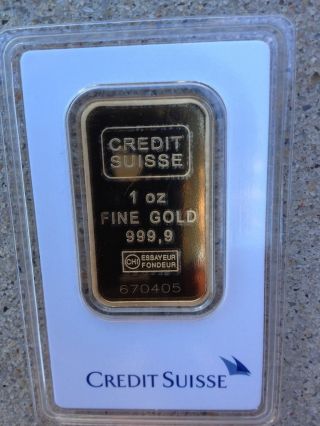 CREDIT
SUISSE
1 oz
FINE GOLD
999,9
CHI ESSAYEUR
FONDEUR
670405
CREDIT SUISSE